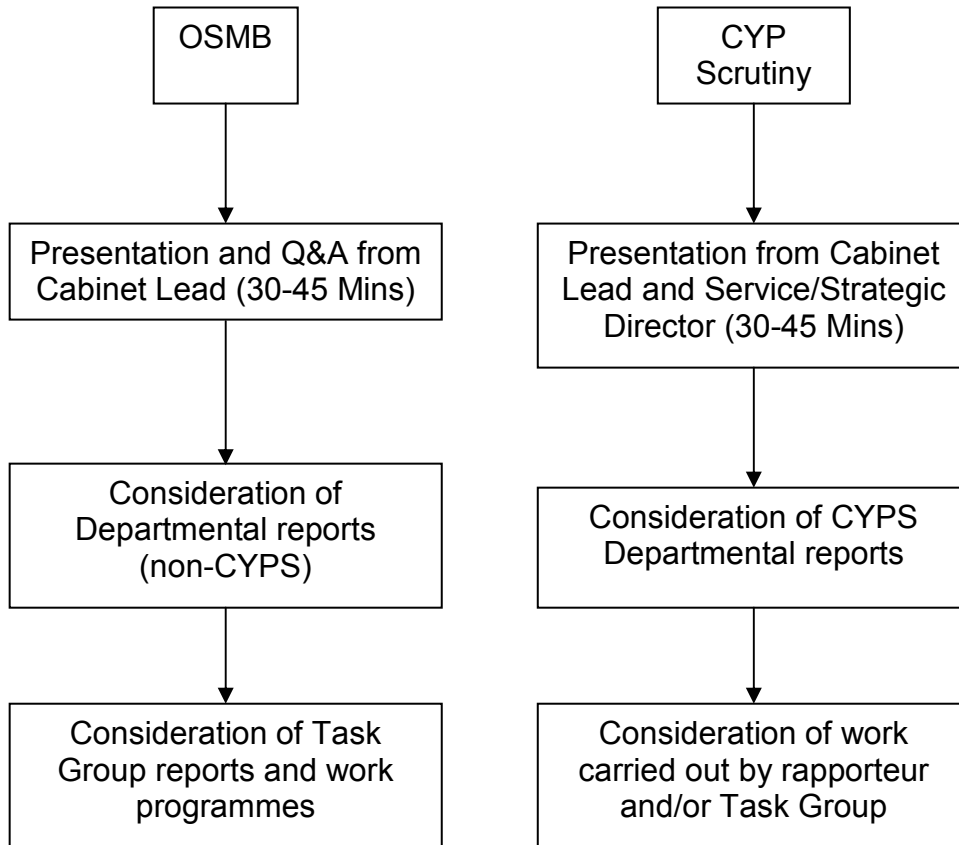 OSMB
Presentation and Q&A from
Cabinet Lead (30-45 Mins)
Consideration of
Departmental reports
(non-CYPS)
Consideration of Task
Group reports and work
programmes
CYP
Scrutiny
Presentation from Cabinet
Lead and Service/Strategic
Director (30-45 Mins)
Consideration of CYPS
Departmental reports
Consideration of work
carried out by rapporteur
and/or Task Group